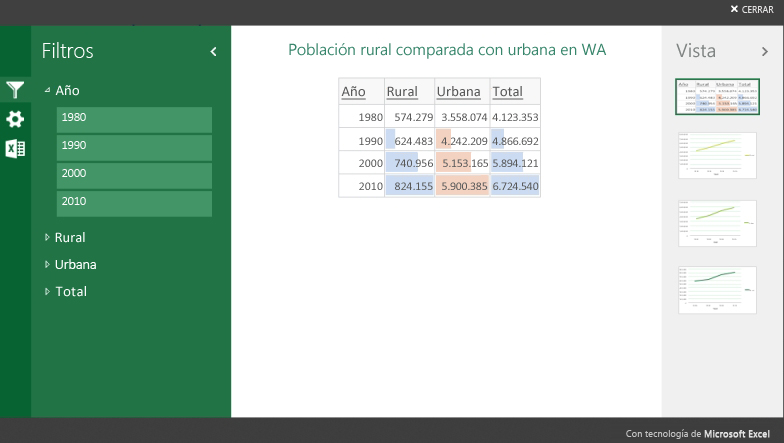 CERRAR
Filtros
Año
1980
1990
2000
2010
Rural
Urbana
Total
Población rural comparada con urbana en WA
Año Rural Urbana Total
1980 574.279 3.558.074 4.123.353
1990 624.483 4.242.209 4.866.692
2000 740.956 5.153.165 5.894.121
2010 824.155 5.900.385 6.724.540
Vista
Con tecnología de Microsoft Excel